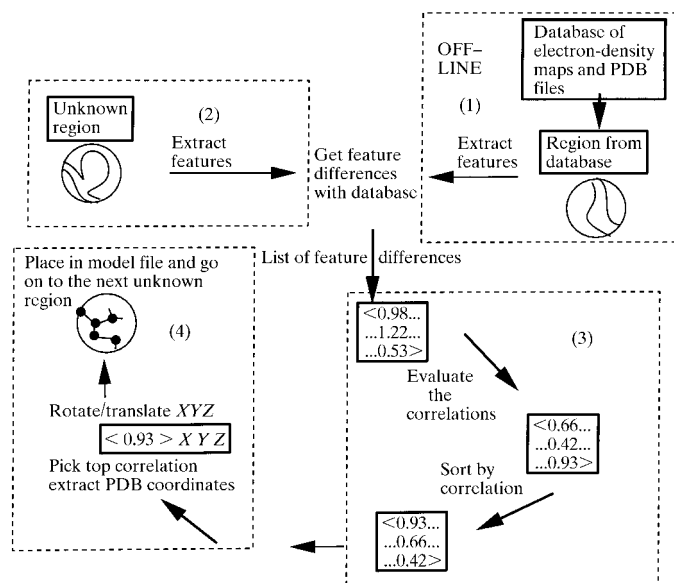 OFF–
LINE
(1)
Database of
electron-density
maps and PDB
files
Region from
database
Extract
features
Unknown
region
(2)
Extract
features
Get feature
differences
with database
List of feature differences
(3)
<0.98...
...1.22...
...0.53>
Evaluate
the
correlations
<0.66...
...0.42...
...0.93>
Sort by
correlation
<0.93...
...0.66...
...0.42>
Place in model file and go
on to the next unknown
region
(4)
Rotate/translate XYZ
< 0.93 > X Y Z
Pick top correlation
extract PDB coordinates